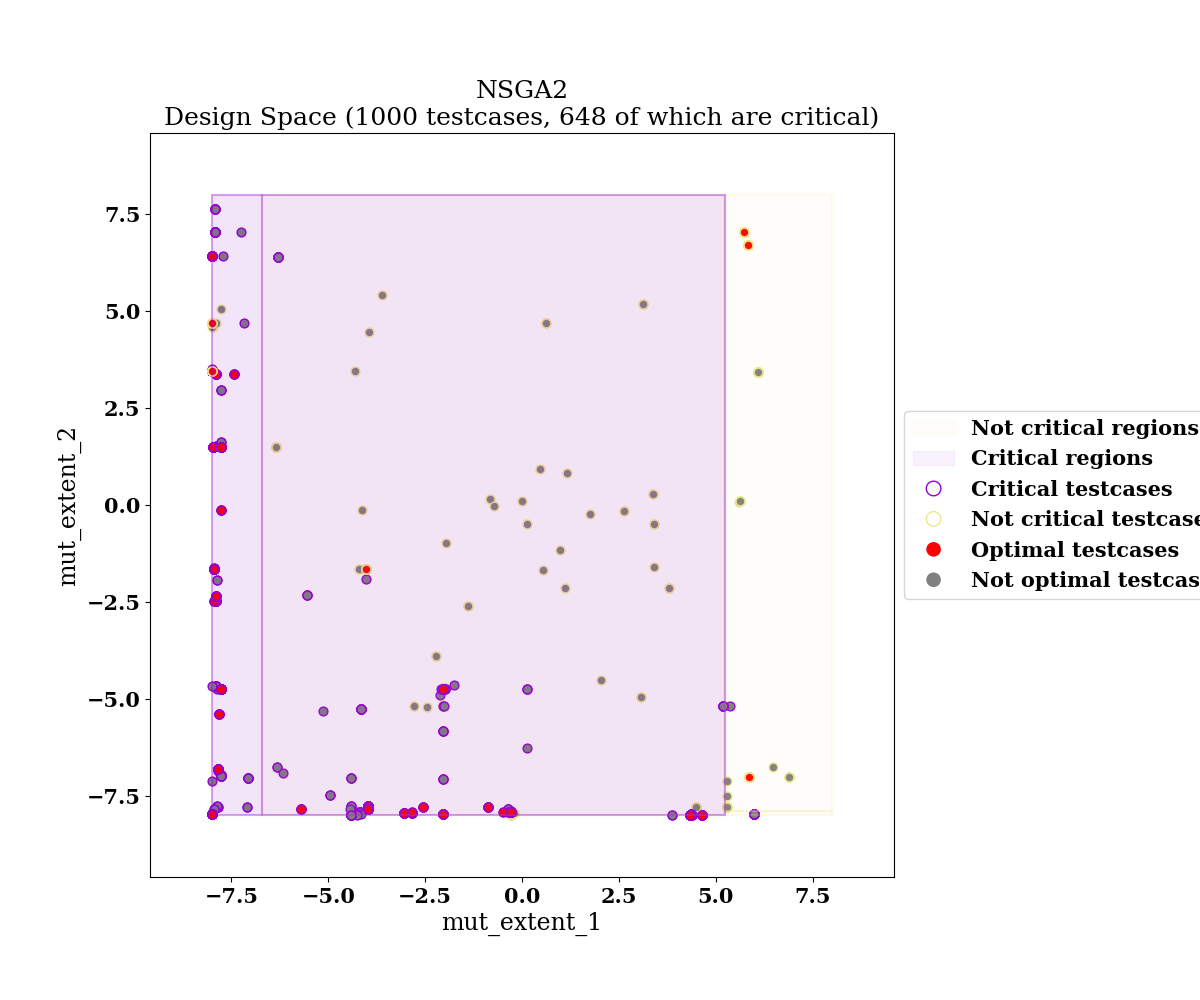 NSGA2
Design Space (1000 testcases, 648 of which are critical)
7.5
5.0
2.5
0.0
−2.5
−5.0
−7.5
mut_extent_2
−7.5
−5.0
−2.5
0.0
2.5
5.0
7.5
mut_extent_1
Not critical regions
Critical regions
Critical testcases
Not critical testcase
Optimal testcases
Not optimal testcas